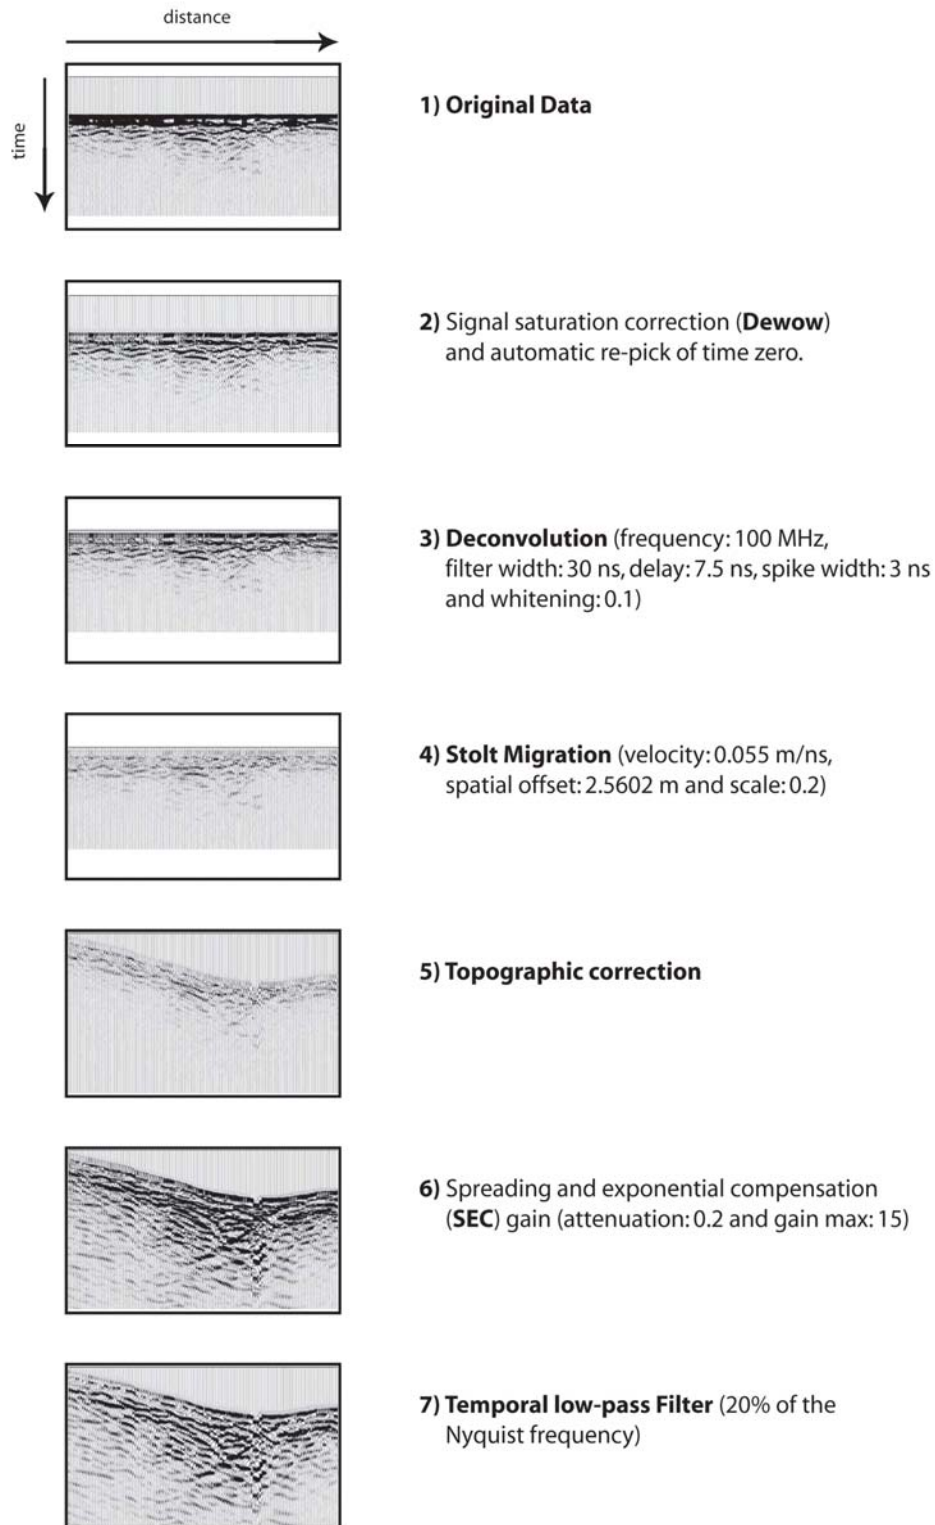 distance
time
1) Original Data
2) Signal saturation correction (Dewow)
and automatic re-pick of time zero.
3) Deconvolution (frequency: 100 MHz,
filter width: 30 ns, delay: 7.5 ns, spike width: 3 ns
and whitening: 0.1)
4) Stolt Migration (velocity: 0.055 m/ns,
spatial offset: 2.5602 m and scale: 0.2)
5) Topographic correction
6) Spreading and exponential compensation
(SEC) gain (attenuation: 0.2 and gain max: 15)
7) Temporal low-pass Filter (20% of the
Nyquist frequency)